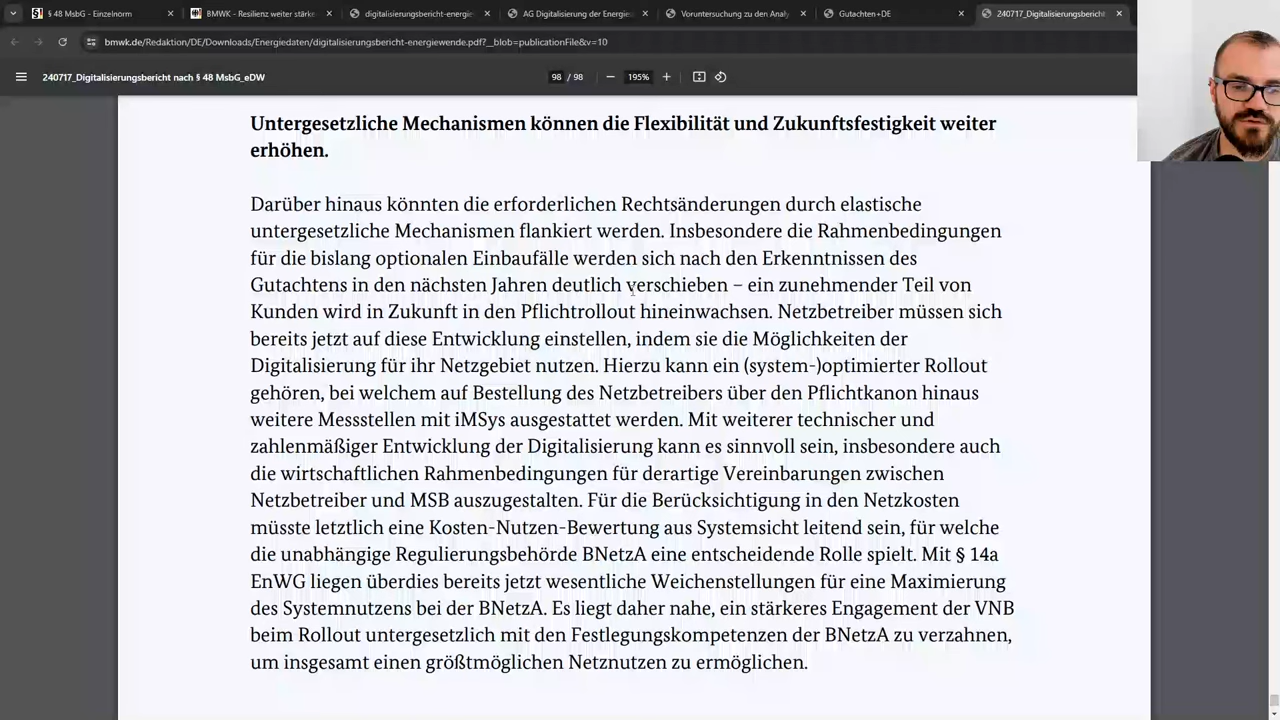 § 48 MsbG - Einzelnorm
BMWK - Resilienz weiter stärke
digitalisierungsbericht-energie
AG Digitalisierung der Energie
Voruntersuchung zu den Analy
Gutachten+DE
240717_Digitalisierungsbericht
bmwk.de/Redaktion/DE/Downloads/Energiedaten/digitalisierungsbericht-energiewende.pdf?__blob=publicationFile&v=10
240717_Digitalisierungsbericht nach § 48 MsbG_eDW
98 / 98
195%
Untergesetzliche Mechanismen können die Flexibilität und Zukunftsfestigkeit weiter
erhöhen.
Darüber hinaus könnten die erforderlichen Rechtsänderungen durch elastische
untergesetzliche Mechanismen flankiert werden. Insbesondere die Rahmenbedingungen
für die bislang optionalen Einbaufälle werden sich nach den Erkenntnissen des
Gutachtens in den nächsten Jahren deutlich verschieben – ein zunehmender Teil von
Kunden wird in Zukunft in den Pflichtrollout hineinwachsen. Netzbetreiber müssen sich
bereits jetzt auf diese Entwicklung einstellen, indem sie die Möglichkeiten der
Digitalisierung für ihr Netzgebiet nutzen. Hierzu kann ein (system-)optimierter Rollout
gehören, bei welchem auf Bestellung des Netzbetreibers über den Pflichtkanon hinaus
weitere Messstellen mit iMSys ausgestattet werden. Mit weiterer technischer und
zahlenmäßiger Entwicklung der Digitalisierung kann es sinnvoll sein, insbesondere auch
die wirtschaftlichen Rahmenbedingungen für derartige Vereinbarungen zwischen
Netzbetreiber und MSB auszugestalten. Für die Berücksichtigung in den Netzkosten
müsste letztlich eine Kosten-Nutzen-Bewertung aus Systemsicht leitend sein, für welche
die unabhängige Regulierungsbehörde BNetzA eine entscheidende Rolle spielt. Mit § 14a
EnWG liegen überdies bereits jetzt wesentliche Weichenstellungen für eine Maximierung
des Systemnutzens bei der BNetzA. Es liegt daher nahe, ein stärkeres Engagement der VNB
beim Rollout untergesetzlich mit den Festlegungskompetenzen der BNetzA zu verzahnen,
um insgesamt einen größtmöglichen Netznutzen zu ermöglichen.